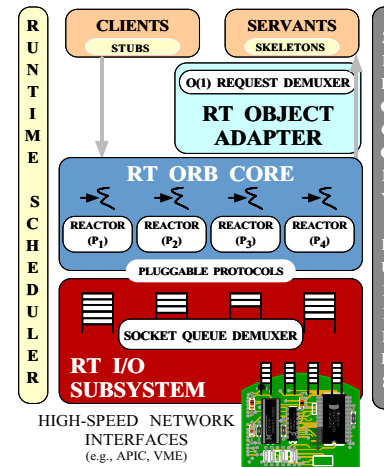 RUNTIME SCHEDULER
CLIENTS
STUBS
SERVANTS
SKELETONS
O(1) REQUEST DEMUXER
RT OBJECT
ADAPTER
RT ORB CORE
REACTOR
(P1)
REACTOR
(P2)
REACTOR
(P3)
REACTOR
(P4)
PLUGGABLE PROTOCOLS
SOCKET QUEUE DEMUXER
RT I/O
SUBSYSTEM
HIGH-SPEED NETWORK
INTERFACES
(e.g., APIC, VME)